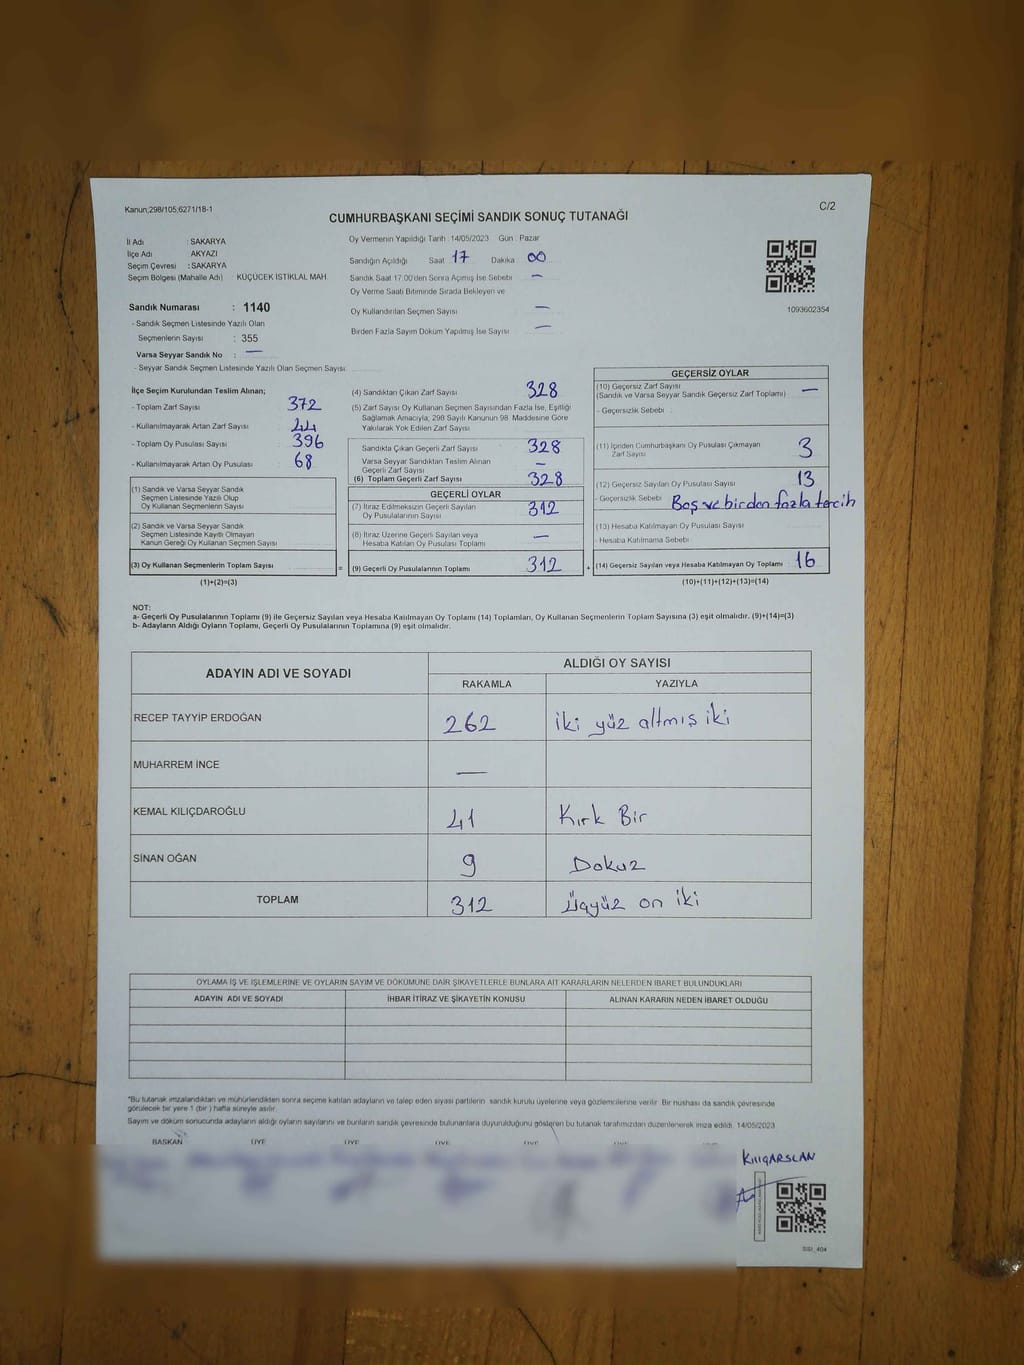 Kanun;298/105;6271/18-1
C/2
CUMHURBAŞKANI SEÇİMİ SANDIK SONUÇ TUTANAĞI
İl Adı : SAKARYA
İlçe Adı AKYAZI
Seçim Çevresi : SAKARYA
Seçim Bölgesi (Mahalle Adı) : KÜÇÜCEK İSTİKLAL MAH.
Sandık Numarası : 1140
- Sandık Seçmen Listesinde Yazılı Olan
Seçmenlerin Sayısı : 355
Varsa Seyyar Sandık No : —
- Seyyar Sandık Seçmen Listesinde Yazılı Olan Seçmen Sayısı:
Oy Vermenin Yapıldığı Tarih : 14/05/2023 Gün : Pazar
Sandığın Açıldığı Saat 17 Dakika 00
Sandık Saat 17.00'den Sonra Açılmış İse Sebebi —
Oy Verme Saati Bitiminde Sırada Bekleyen ve
Oy Kullandırılan Seçmen Sayısı —
Birden Fazla Sayım Döküm Yapılmış İse Sayısı —
1093602354
İlçe Seçim Kurulundan Teslim Alınan;
- Toplam Zarf Sayısı 372
- Kullanılmayarak Artan Zarf Sayısı 44
- Toplam Oy Pusulası Sayısı 396
- Kullanılmayarak Artan Oy Pusulası 68
(1) Sandık ve Varsa Seyyar Sandık
Seçmen Listesinde Yazılı Olup
Oy Kullanan Seçmenlerin Sayısı
(2) Sandık ve Varsa Seyyar Sandık
Seçmen Listesinde Kayıtlı Olmayan
Kanun Gereği Oy Kullanan Seçmen Sayısı
(3) Oy Kullanan Seçmenlerin Toplam Sayısı
=
(1)+(2)=(3)
(4) Sandıktan Çıkan Zarf Sayısı 328
(5) Zarf Sayısı Oy Kullanan Seçmen Sayısından Fazla İse, Eşitliği
Sağlamak Amacıyla, 298 Sayılı Kanunun 98. Maddesine Göre
Yakılarak Yok Edilen Zarf Sayısı
Sandıkta Çıkan Geçerli Zarf Sayısı 328
Varsa Seyyar Sandıktan Teslim Alınan
Geçerli Zarf Sayısı —
(6) Toplam Geçerli Zarf Sayısı 328
GEÇERLİ OYLAR
(7) İtiraz Edilmeksizin Geçerli Sayılan
Oy Pusulalarının Sayısı 312
(8) İtiraz Üzerine Geçerli Sayılan veya
Hesaba Katılan Oy Pusulası Toplamı —
(9) Geçerli Oy Pusulalarının Toplamı 312
+
GEÇERSİZ OYLAR
(10) Geçersiz Zarf Sayısı
(Sandık ve Varsa Seyyar Sandık Geçersiz Zarf Toplamı) —
- Geçersizlik Sebebi :
(11) İçinden Cumhurbaşkanı Oy Pusulası Çıkmayan
Zarf Sayısı 3
(12) Geçersiz Sayılan Oy Pusulası Sayısı 13
- Geçersizlik Sebebi Boş ve birden fazla tercih
(13) Hesaba Katılmayan Oy Pusulası Sayısı
- Hesaba Katılmama Sebebi :
(14) Geçersiz Sayılan veya Hesaba Katılmayan Oy Toplamı 16
(10)+(11)+(12)+(13)=(14)
NOT:
a- Geçerli Oy Pusulalarının Toplamı (9) ile Geçersiz Sayılan veya Hesaba Katılmayan Oy Toplamı (14) Toplamları, Oy Kullanan Seçmenlerin Toplam Sayısına (3) eşit olmalıdır. (9)+(14)=(3)
b- Adayların Aldığı Oyların Toplamı, Geçerli Oy Pusulalarının Toplamına (9) eşit olmalıdır.
ADAYIN ADI VE SOYADI ALDIĞI OY SAYISI
RAKAMLA YAZIYLA
RECEP TAYYİP ERDOĞAN 262 iki yüz altmış iki
MUHARREM İNCE —
KEMAL KILIÇDAROĞLU 41 Kırk Bir
SİNAN OĞAN 9 Dokuz
TOPLAM 312 Üçyüz on iki
OYLAMA İŞ VE İŞLEMLERİNE VE OYLARIN SAYIM VE DÖKÜMÜNE DAİR ŞİKAYETLERLE BUNLARA AİT KARARLARIN NELERDEN İBARET BULUNDUKLARI
ADAYIN ADI VE SOYADI İHBAR İTİRAZ VE ŞİKAYETİN KONUSU ALINAN KARARIN NEDEN İBARET OLDUĞU
*Bu tutanak imzalandıktan ve mühürlendikten sonra seçime katılan adayların ve talep eden siyasi partilerin sandık kurulu üyelerine veya gözlemcilerine verilir. Bir nüshası da sandık çevresinde
görülecek bir yere 1 (bir ) hafta süreyle asılır.
Sayım ve döküm sonucunda adayların aldığı oyların sayılarını ve bunların sandık çevresinde bulunanlara duyurulduğunu gösteren bu tutanak tarafımızdan düzenlenerek imza edildi. 14/05/2023
BAŞKAN ÜYE ÜYE ÜYE ÜYE ÜYE
KILIÇARSLAN
SISI_404